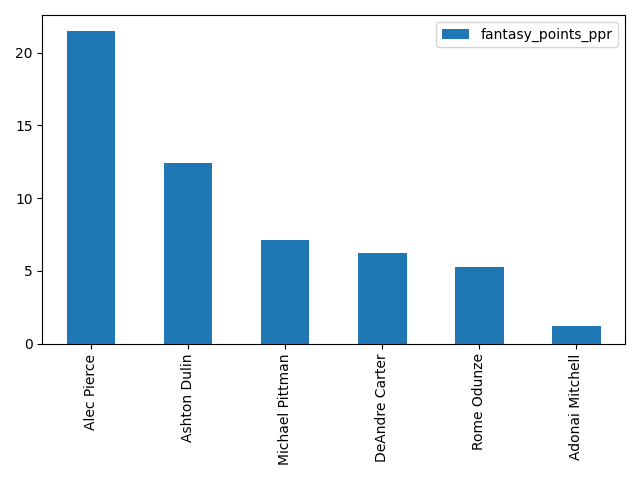 fantasy_points_ppr
20
15
10
5
0
Alec Pierce
Ashton Dulin
Michael Pittman
DeAndre Carter
Rome Odunze
Adonai Mitchell